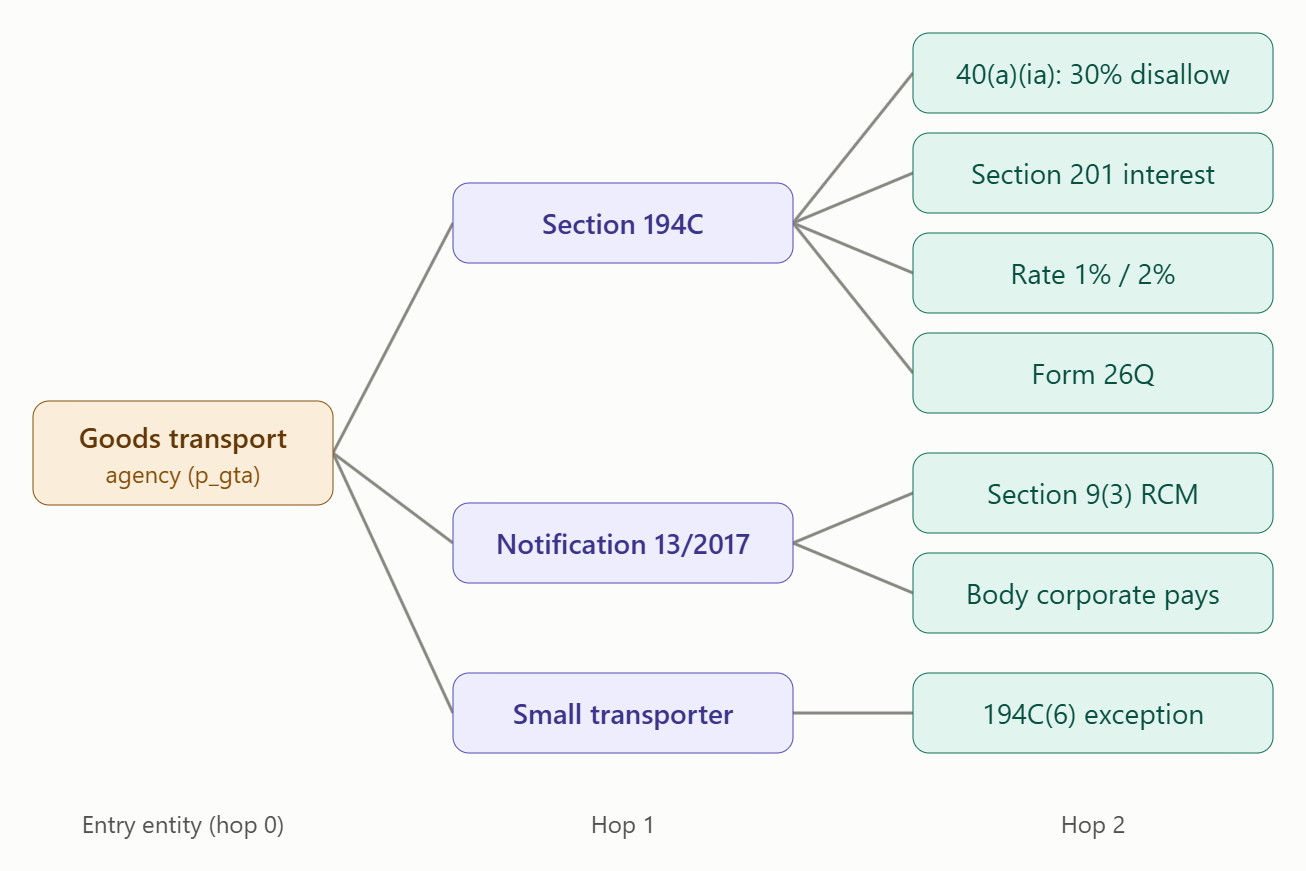 Goods transport
agency (p_gta)
Section 194C
Notification 13/2017
Small transporter
40(a)(ia): 30% disallow
Section 201 interest
Rate 1% / 2%
Form 26Q
Section 9(3) RCM
Body corporate pays
194C(6) exception
Entry entity (hop 0)
Hop 1
Hop 2